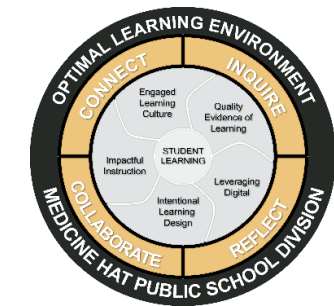 OPTIMAL LEARNING ENVIRONMENT
CONNECT
INQUIRE
Engaged
Learning
Culture
Quality
Evidence of
Learning
STUDENT
LEARNING
Impactful
Instruction
Leveraging
Digital
Intentional
Learning
Design
COLLABORATE
REFLECT
MEDICINE HAT PUBLIC SCHOOL DIVISION